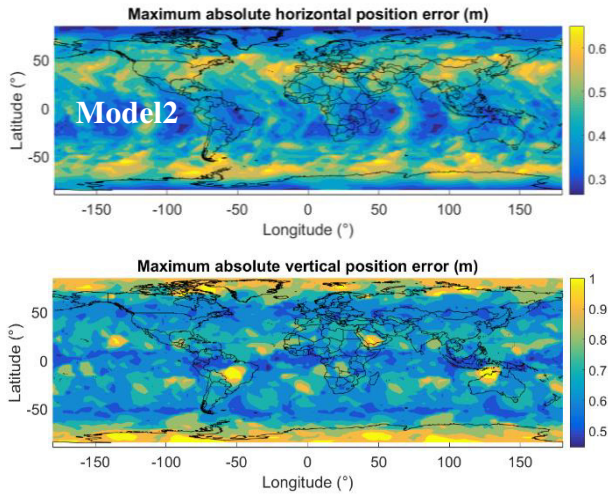 Maximum absolute horizontal position error (m)
Latitude (°)
50
0
-50
Model2
0.6
0.5
0.4
0.3
-150 -100 -50 0 50 100 150
Longitude (°)
Maximum absolute vertical position error (m)
Latitude (°)
50
0
-50
1
0.9
0.8
0.7
0.6
0.5
-150 -100 -50 0 50 100 150
Longitude (°)